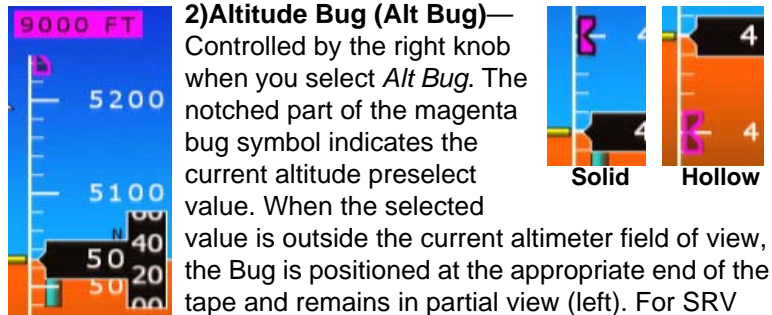 9000 FT
5200
5100
N
50
00
40
20
00
50
2)Altitude Bug (Alt Bug)—
Controlled by the right knob
when you select Alt Bug. The
notched part of the magenta
bug symbol indicates the
current altitude preselect
value. When the selected
value is outside the current altimeter field of view,
the Bug is positioned at the appropriate end of the
tape and remains in partial view (left). For SRV
4
4
Solid
4
4
Hollow